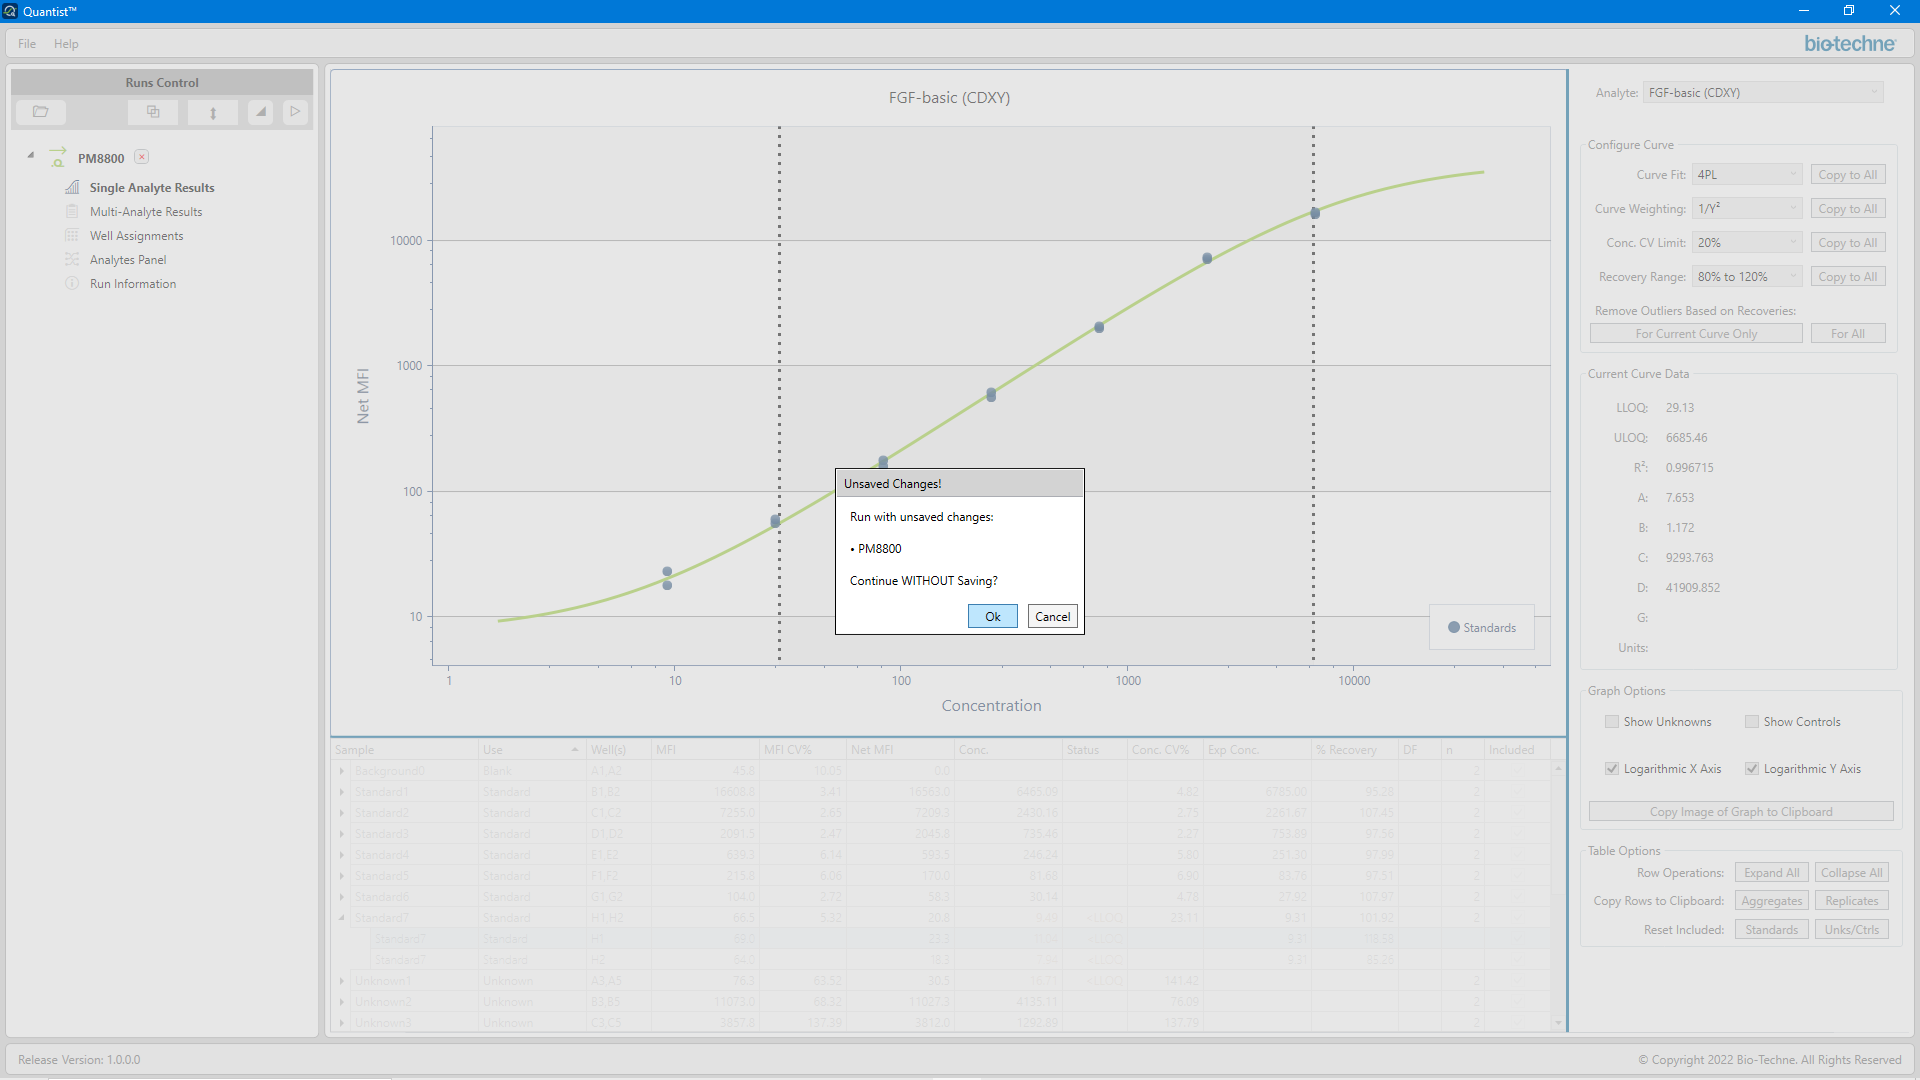 Quantist™
File Help
bio-techne
Runs Control
PM8800
Single Analyte Results
Multi-Analyte Results
Well Assignments
Analytes Panel
Run Information
FGF-basic (CDXY)
Net MFI
10000
1000
100
10
1 10 100 1000 10000
Concentration
Standards
Unsaved Changes!
Run with unsaved changes:
• PM8800
Continue WITHOUT Saving?
Ok Cancel
Sample Use Well(s) MFI MFI CV% Net MFI Conc. Status Conc. CV% Exp Conc. % Recovery DF n Included
Background0 Blank A1,A2 45.8 10.05 0.0 2
Standard1 Standard B1,B2 16608.8 3.41 16563.0 6465.09 4.82 6785.00 95.28 2
Standard2 Standard C1,C2 7255.0 2.65 7209.3 2430.16 2.75 2261.67 107.45 2
Standard3 Standard D1,D2 2091.5 2.47 2045.8 735.46 2.27 753.89 97.56 2
Standard4 Standard E1,E2 639.3 6.14 593.5 246.24 5.80 251.30 97.99 2
Standard5 Standard F1,F2 215.8 6.06 170.0 81.68 6.90 83.76 97.51 2
Standard6 Standard G1,G2 104.0 2.72 58.3 30.14 4.78 27.92 107.97 2
Standard7 Standard H1,H2 66.5 5.32 20.8 9.49 <LLOQ 23.11 9.31 101.92 2
Standard7 Standard H1 69.0 23.3 <LLOQ 9.31
Standard7 Standard H2 64.0 18.3 <LLOQ 9.31
Unknown1 Unknown A3,A5 76.3 63.52 30.5 <LLOQ 141.42 2
Unknown2 Unknown B3,B5 11073.0 68.32 11027.3 4135.11 76.09 2
Unknown3 Unknown C3,C5 3857.8 137.29 3812.0 1292.89 137.79 2
Analyte: FGF-basic (CDXY)
Configure Curve
Curve Fit: 4PL Copy to All
Curve Weighting: 1/Y² Copy to All
Conc. CV Limit: 20% Copy to All
Recovery Range: 80% to 120% Copy to All
Remove Outliers Based on Recoveries:
For Current Curve Only For All
Current Curve Data
LLOQ: 29.13
ULOQ: 6685.46
R²: 0.996715
A: 7.653
B: 1.172
C: 9293.763
D: 41909.852
G:
Units:
Graph Options
Show Unknowns Show Controls
Logarithmic X Axis Logarithmic Y Axis
Copy Image of Graph to Clipboard
Table Options
Row Operations: Expand All Collapse All
Copy Rows to Clipboard: Aggregates Replicates
Reset Included: Standards Unks/Ctrls
Release Version: 1.0.0.0
© Copyright 2022 Bio-Techne. All Rights Reserved